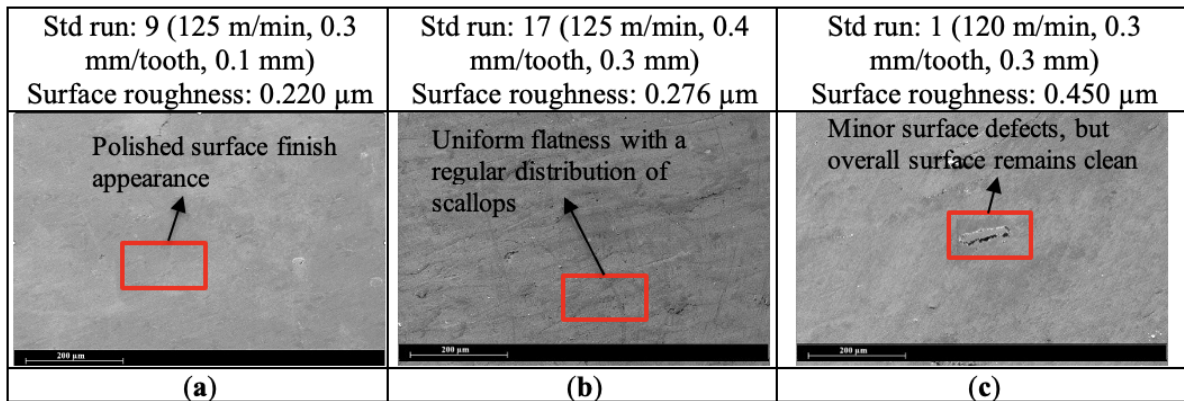 Std run: 9 (125 m/min, 0.3
mm/tooth, 0.1 mm)
Surface roughness: 0.220 μm
Std run: 17 (125 m/min, 0.4
mm/tooth, 0.3 mm)
Surface roughness: 0.276 μm
Std run: 1 (120 m/min, 0.3
mm/tooth, 0.3 mm)
Surface roughness: 0.450 μm
Polished surface finish
appearance
200 μm
Uniform flatness with a
regular distribution of
scallops
200 μm
Minor surface defects, but
overall surface remains clean
200 μm
(a)
(b)
(c)